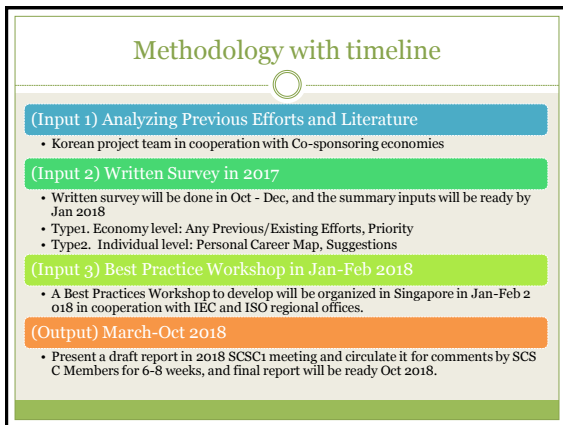 Methodology with timeline
(Input 1) Analyzing Previous Efforts and Literature
• Korean project team in cooperation with Co-sponsoring economies
(Input 2) Written Survey in 2017
• Written survey will be done in Oct - Dec, and the summary inputs will be ready by
Jan 2018
• Type1. Economy level: Any Previous/Existing Efforts, Priority
• Type2. Individual level: Personal Career Map, Suggestions
(Input 3) Best Practice Workshop in Jan-Feb 2018
• A Best Practices Workshop to develop will be organized in Singapore in Jan-Feb 2
018 in cooperation with IEC and ISO regional offices.
(Output) March-Oct 2018
• Present a draft report in 2018 SCSC1 meeting and circulate it for comments by SCS
C Members for 6-8 weeks, and final report will be ready Oct 2018.